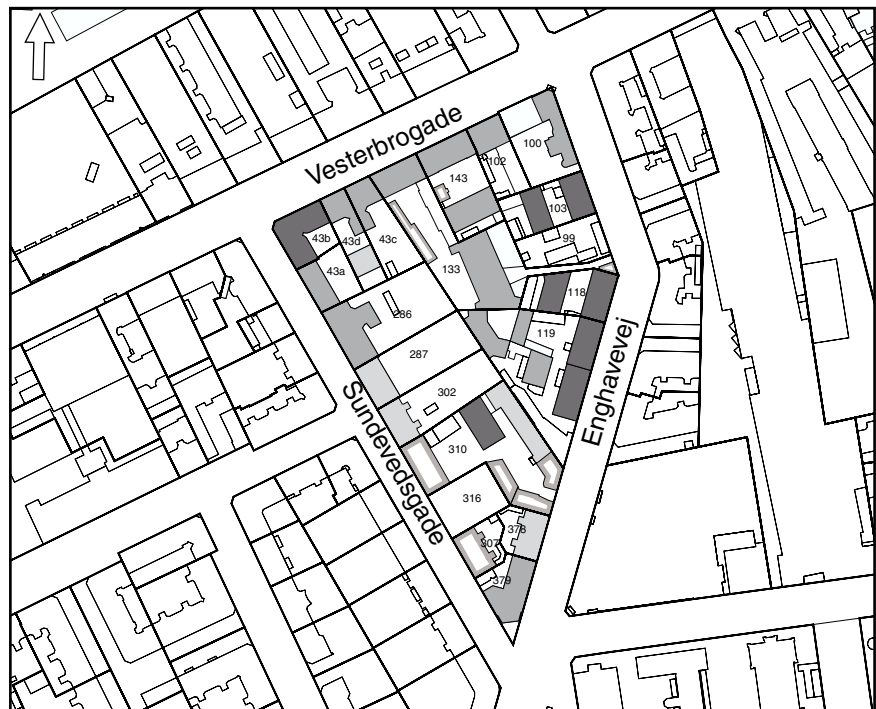 Vesterbrogade
100
102
143
103
43b
43d
43c
99
43a
133
118
286
119
287
Enghavevej
302
Sundevedsgade
310
316
378
307
379